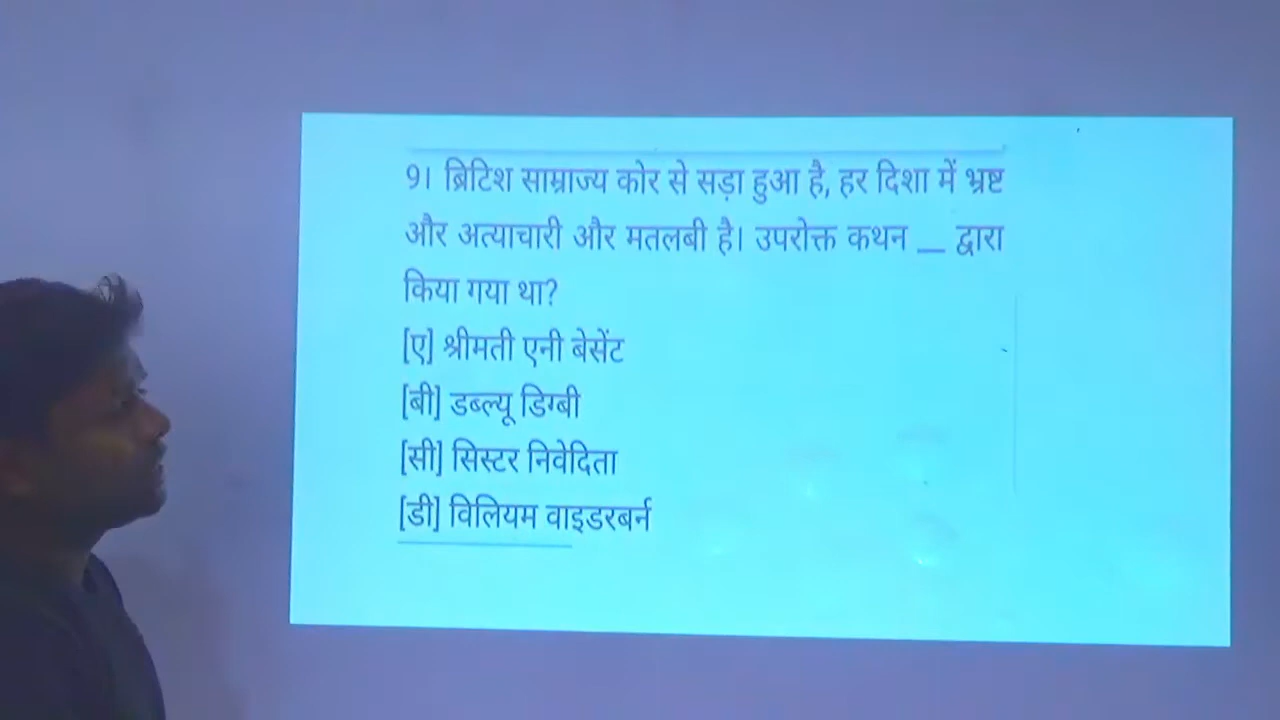 9। ब्रिटिश साम्राज्य कोर से सड़ा हुआ है, हर दिशा में भ्रष्ट
और अत्याचारी और मतलबी है। उपरोक्त कथन __ द्वारा
किया गया था?
[ए] श्रीमती एनी बेसेंट
[बी] डब्ल्यू डिग्बी
[सी] सिस्टर निवेदिता
[डी] विलियम वाइडरबर्न